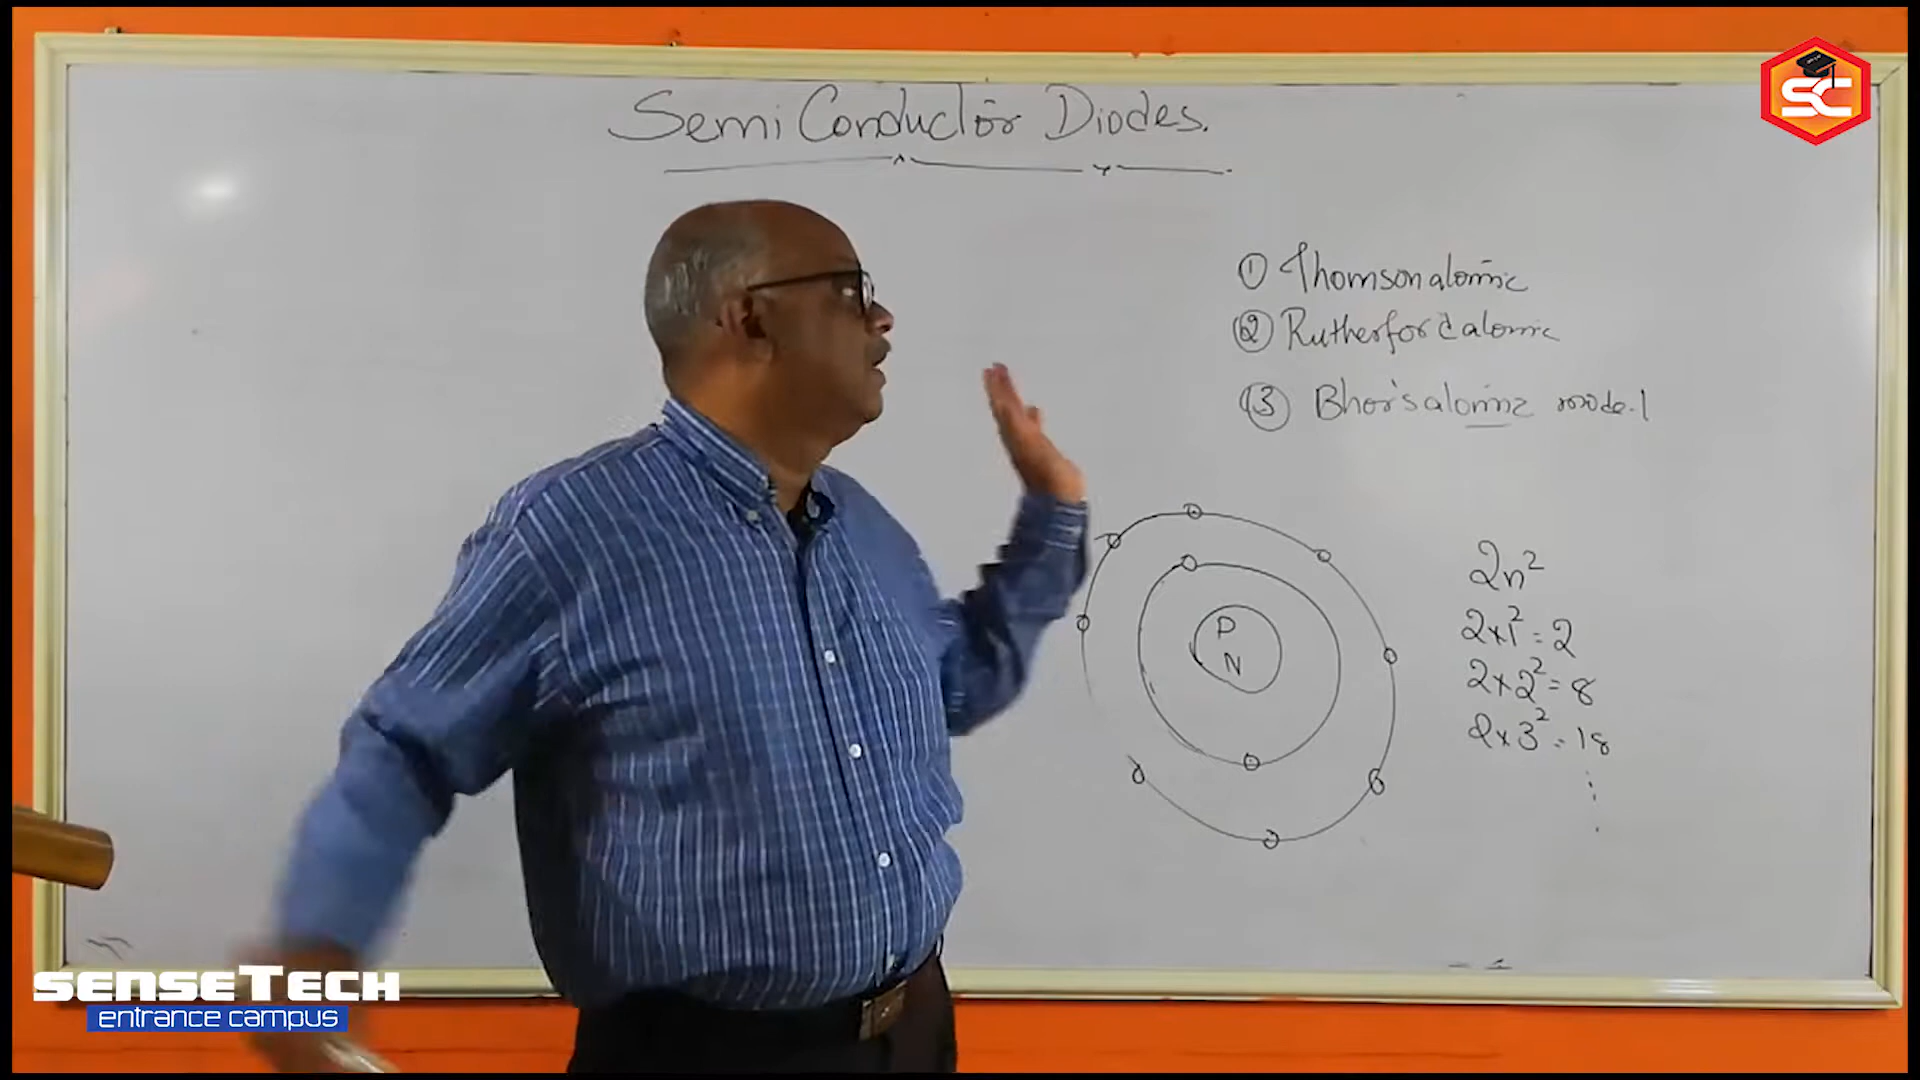 Semi Conductor Diodes.
① Thomson atomic
② Rutherford atomic
③ Bhor's atomic model
P
N
2n²
2×1² = 2
2×2² = 8
2×3² = 18
SC
SENSETECH
entrance campus